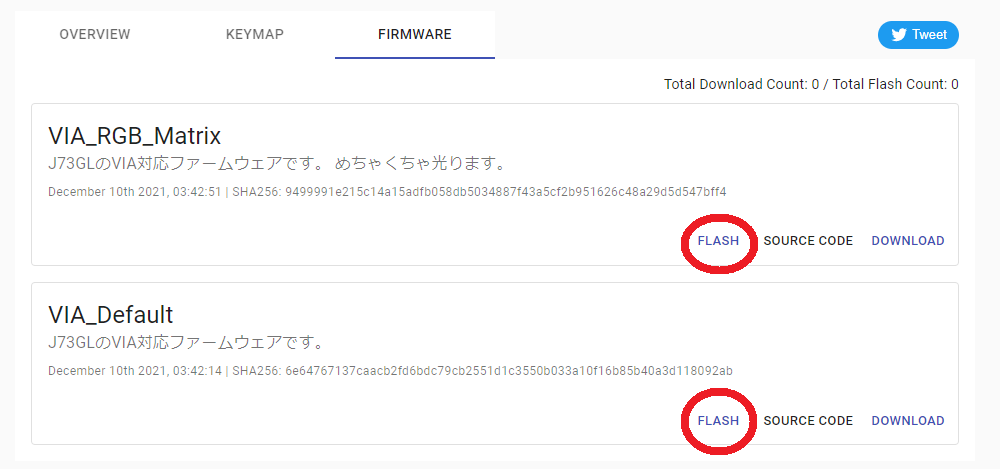 OVERVIEW KEYMAP FIRMWARE Tweet
Total Download Count: 0 / Total Flash Count: 0
VIA_RGB_Matrix
J73GLのVIA対応ファームウェアです。 めちゃくちゃ光ります。
December 10th 2021, 03:42:51 | SHA256: 9499991e215c14a15adfb058db5034887f43a5cf2b951626c48a29d5d547bff4
FLASH SOURCE CODE DOWNLOAD
VIA_Default
J73GLのVIA対応ファームウェアです。
December 10th 2021, 03:42:14 | SHA256: 6e64767137caacb2fd6bdc79cb2551d1c3550b033a10f16b85b40a3d118092ab
FLASH SOURCE CODE DOWNLOAD